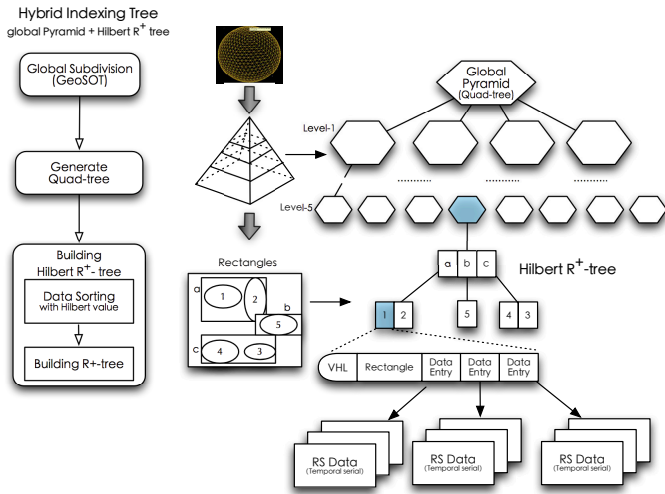 Hybrid Indexing Tree
global Pyramid + Hilbert R+ tree
Global Subdivision
(GeoSOT)
Generate
Quad-tree
Building
Hilbert R+- tree
Data Sorting
with Hilbert value
Building R+-tree
Global
Pyramid
(Quad-tree)
Level-1
Level-5
Rectangles
a
1
2
b
5
c
4
3
Hilbert R+-tree
a b c
1 2
5
4 3
VHL
Rectangle
Data
Entry
Data
Entry
Data
Entry
RS Data
(Temporal serial)
RS Data
(Temporal serial)
RS Data
(Temporal serial)